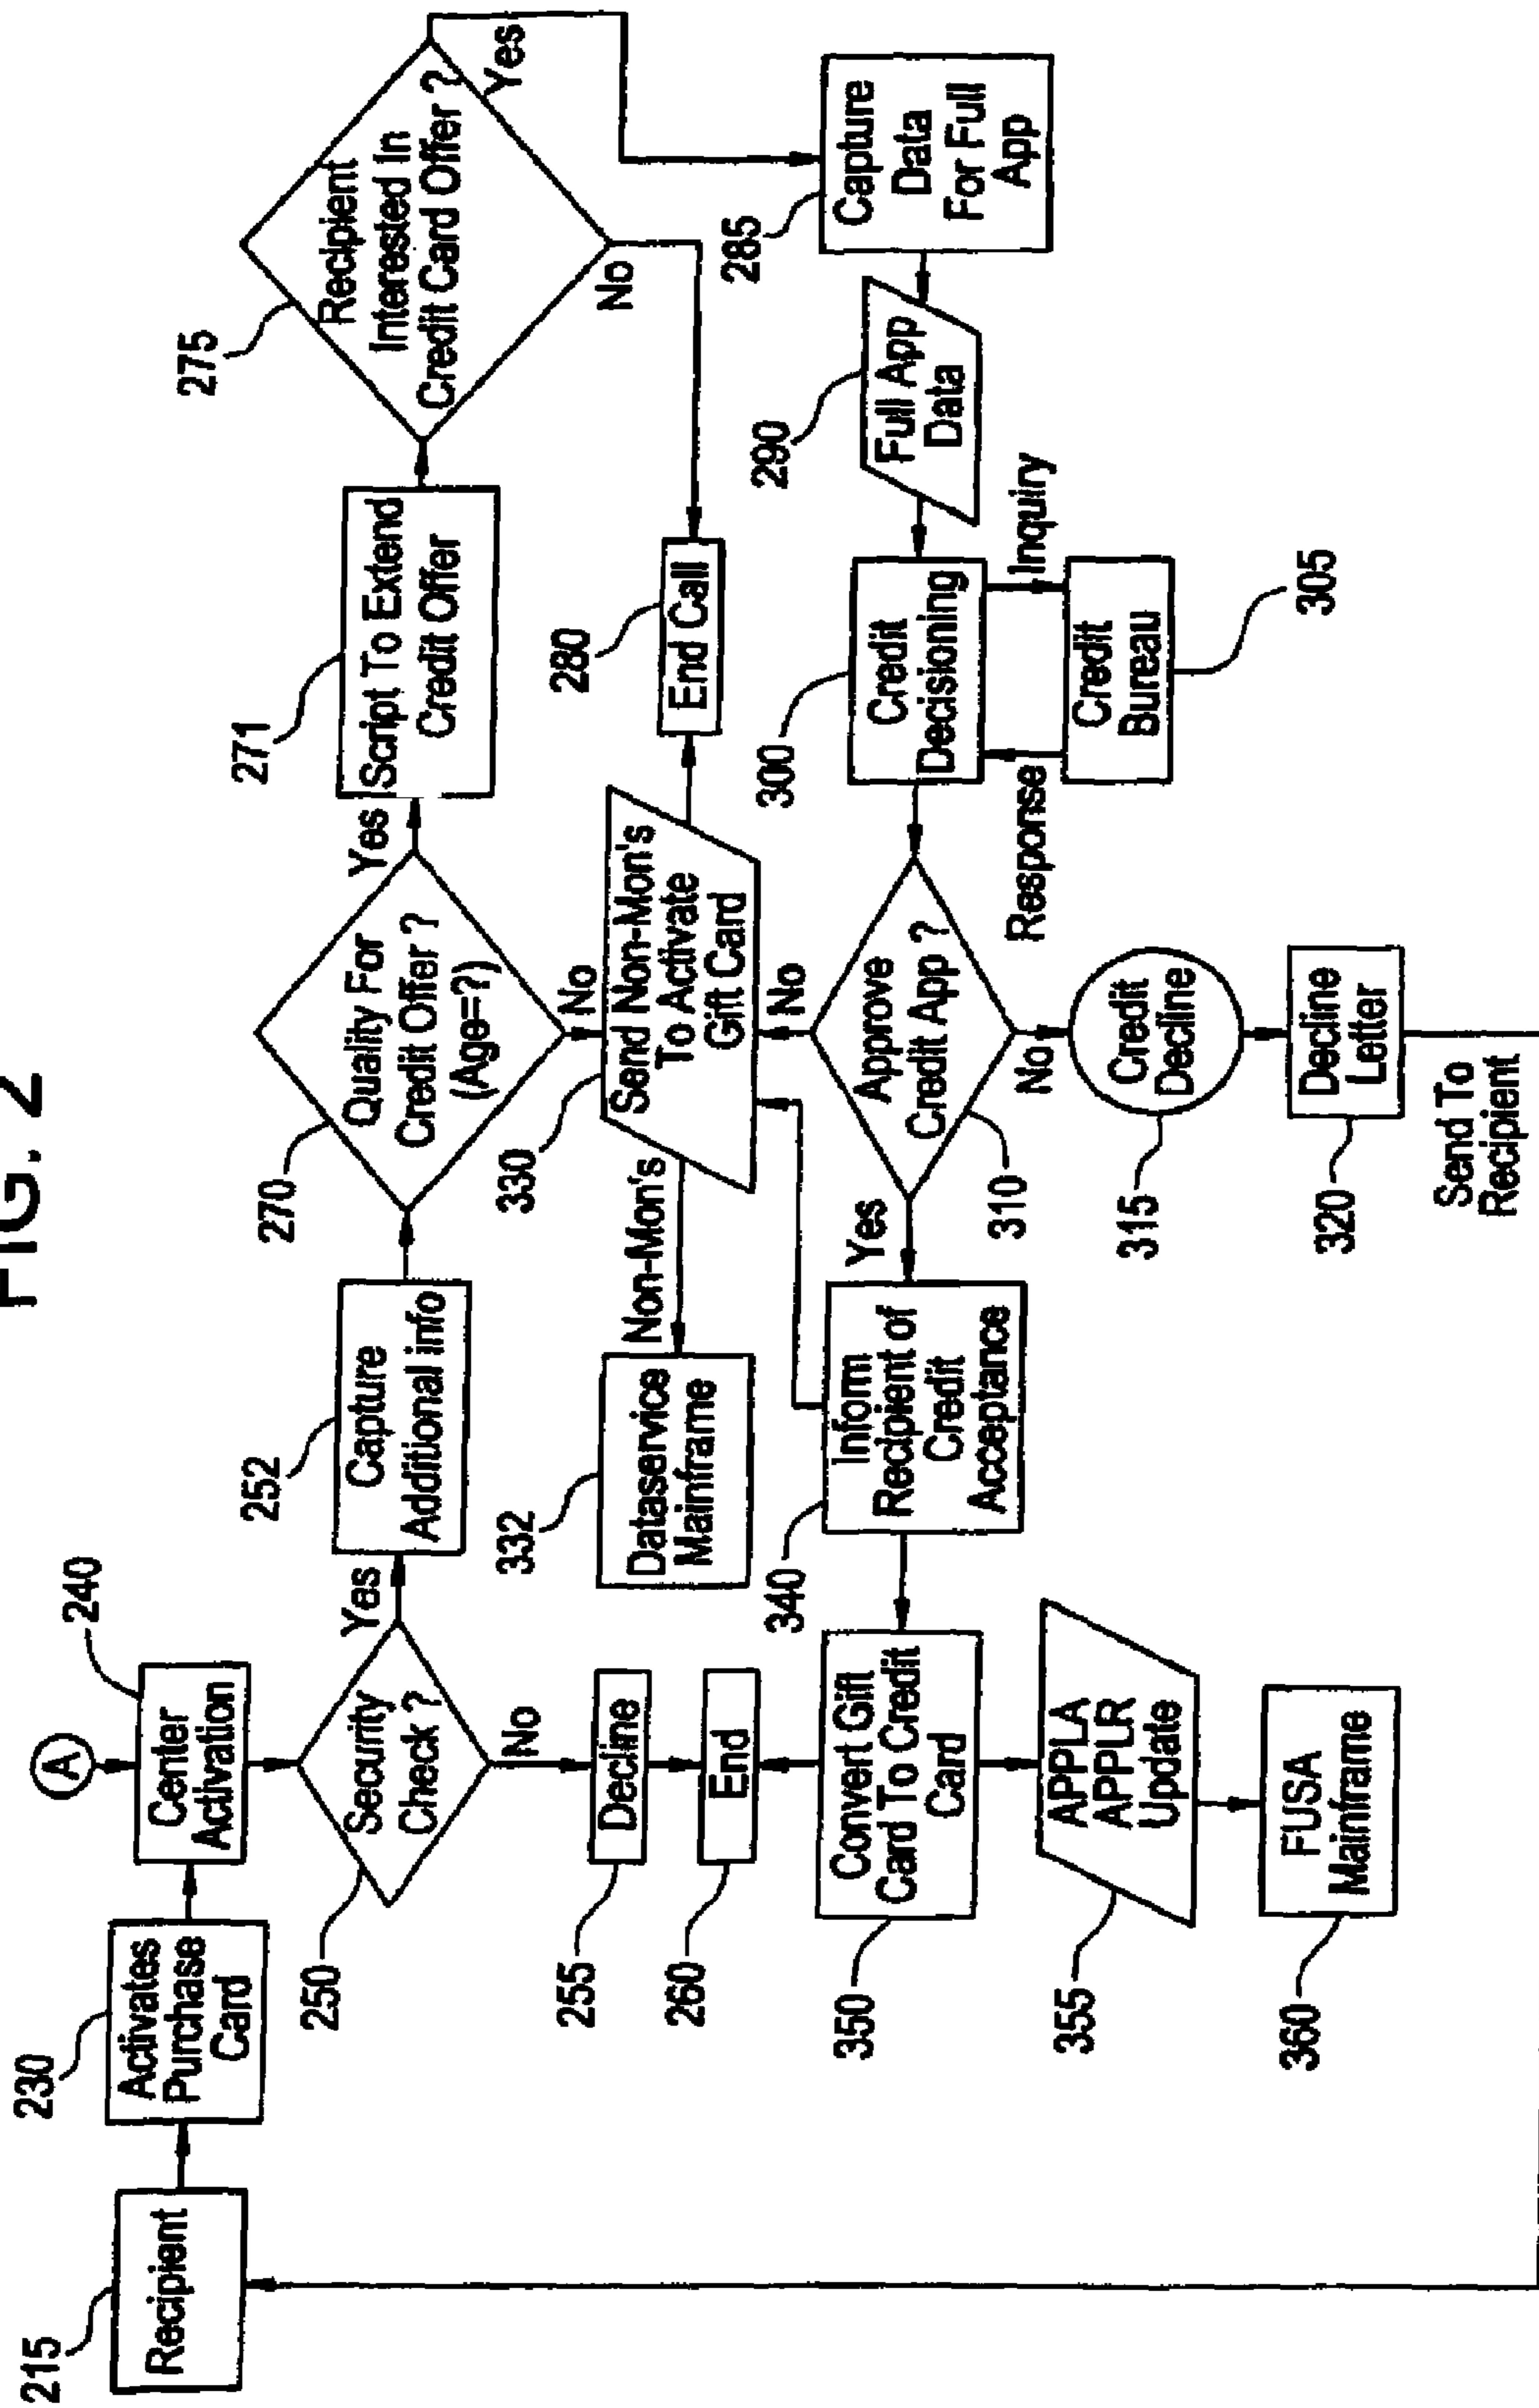 FIG. 2
215
Recipient
230
Activates
Purchase
Card
A
240
Center
Activation
250
Security
Check ?
Yes
No
252
Capture
Additional info
270
Quality For
Credit Offer ?
(Age=?)
Yes
No
271
Script To Extend
Credit Offer
275
Recipient
Interested In
Credit Card Offer ?
Yes
No
255
Decline
260
End
332
Dataservice
Mainframe
Non-Mon's
330
Send Non-Mon's
To Activate
Gift Card
280
End Call
285
Capture
Data
For Full
App
290
Full App
Data
300
Credit
Decisioning
Inquiry
Response
Credit
Bureau
305
Approve
Credit App ?
310
No
Yes
No
340
Inform
Recipient of
Credit
Acceptance
350
Convert Gift
Card To Credit
Card
355
APPLA
APPLR
Update
360
FUSA
Mainframe
315
Credit
Decline
320
Decline
Letter
Send To
Recipient